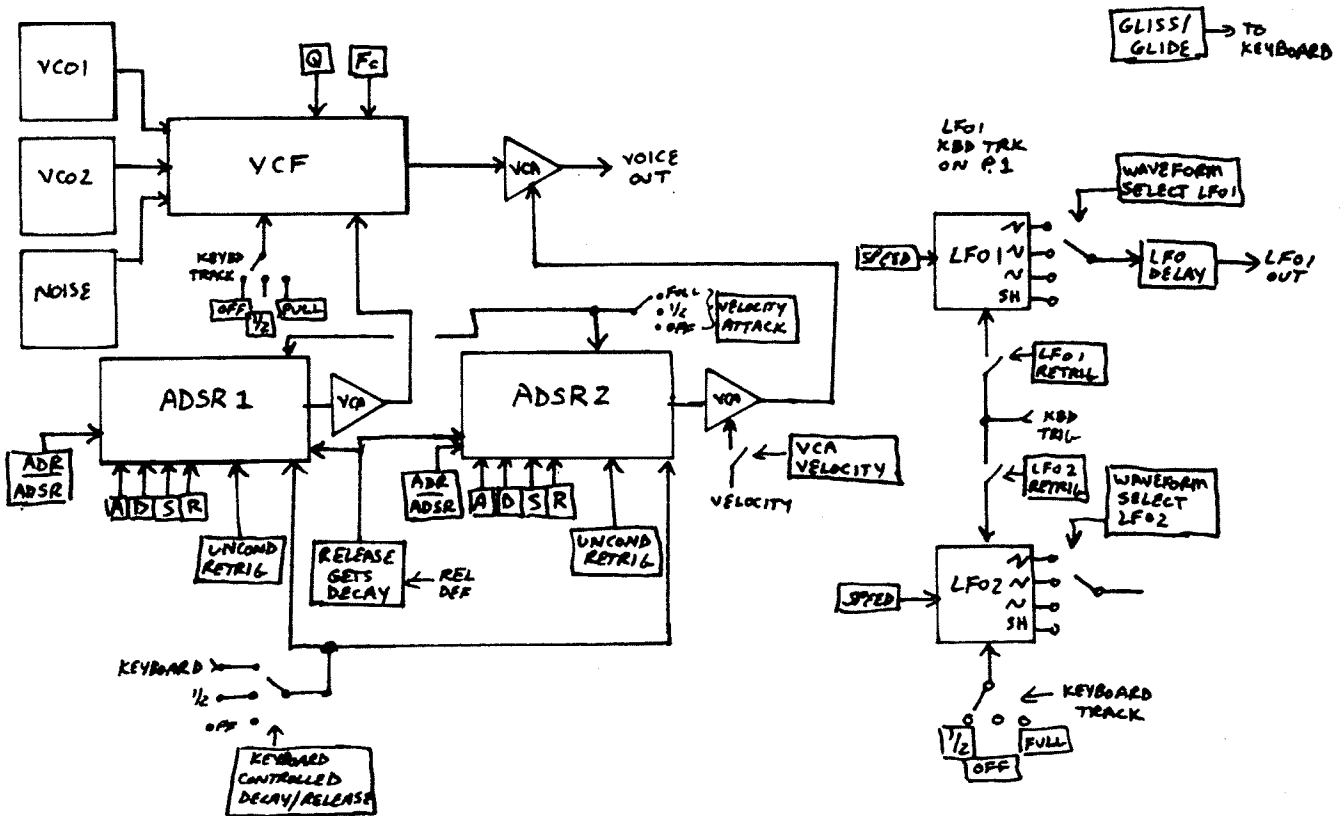 GLISS/
GLIDE
TO
KEYBOARD
VCO1
VCO2
NOISE
Q
Fc
VCF
VCA
VOICE
OUT
KEYBD
TRACK
OFF
1/2
FULL
FULL
1/2
OFF
VELOCITY
ATTACK
ADSR 1
VCA
ADSR 2
VCA
ADR
ADSR
A D S R
UNCOND
RETRIG
RELEASE
GETS
DECAY
REL
DEF
ADR
ADSR
A D S R
UNCOND
RETRIG
VCA
VELOCITY
VELOCITY
KEYBOARD
1/2
OFF
KEYBOARD
CONTROLLED
DECAY/RELEASE
LFO1
KBD TRK
ON P.1
WAVEFORM
SELECT LFO1
SPEED
LFO1
SH
LFO
DELAY
LFO1
OUT
LFO1
RETRIG
KBD
TRIG
LFO2
RETRIG
WAVEFORM
SELECT
LFO2
SPEED
LFO2
SH
KEYBOARD
TRACK
1/2
OFF
FULL